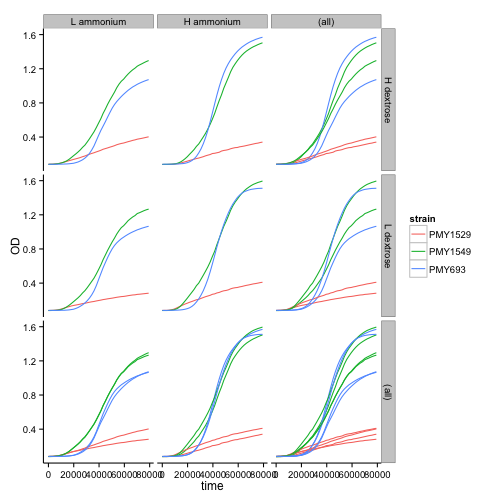 L ammonium H ammonium (all)
1.6
1.2
0.8
0.4
H dextrose
1.6
1.2
0.8
0.4
L dextrose
OD
strain
PMY1529
PMY1549
PMY693
1.6
1.2
0.8
0.4
(all)
0 20000 40000 60000 80000 0 20000 40000 60000 80000 0 20000 40000 60000 80000
time